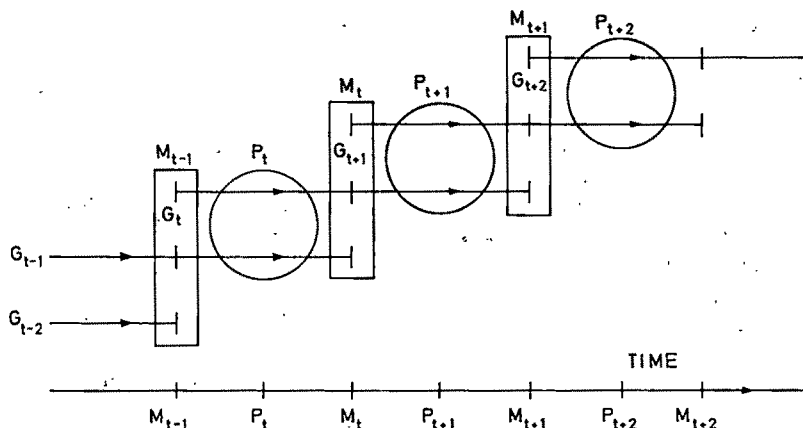 M_{t+1} P_{t+2}
M_t P_{t+1} G_{t+2}
M_{t-1} P_t G_{t+1}
G_t
G_{t-1}
G_{t-2}
TIME
M_{t-1} P_t M_t P_{t+1} M_{t+1} P_{t+2} M_{t+2}